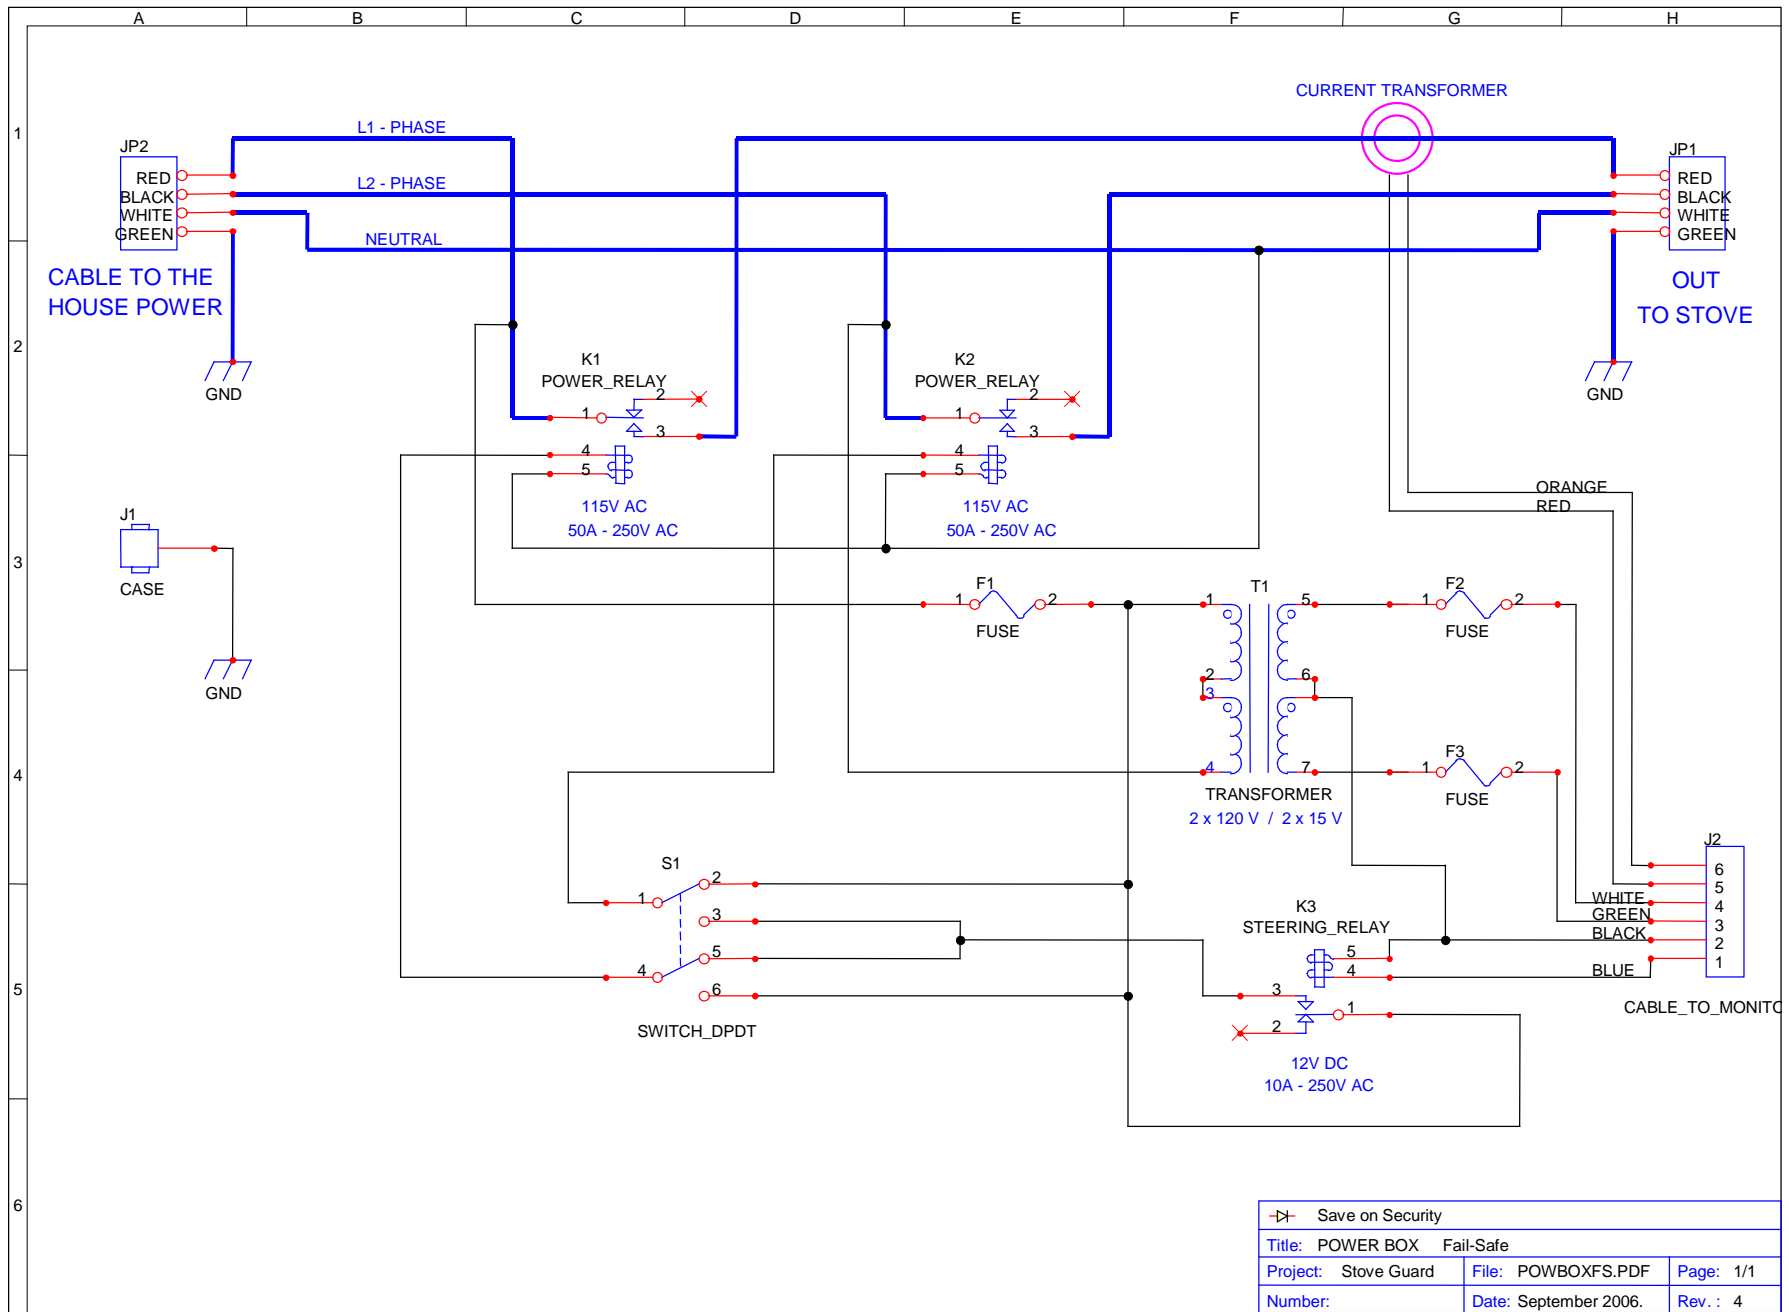 A B C D E F G H
CURRENT TRANSFORMER
1
L1 - PHASE
JP2
JP1
RED
RED
L2 - PHASE
BLACK
BLACK
WHITE
WHITE
GREEN
GREEN
NEUTRAL
CABLE TO THE
HOUSE POWER
OUT
TO STOVE
2
K1
POWER_RELAY
K2
POWER_RELAY
GND
GND
2
1
3
4
5
2
1
3
4
5
115V AC
50A - 250V AC
115V AC
50A - 250V AC
ORANGE
RED
J1
CASE
3
F1
1 2
FUSE
T1
1 5
2 6
3
4 7
TRANSFORMER
2 x 120 V / 2 x 15 V
F2
1 2
FUSE
GND
F3
1 2
FUSE
4
J2
6
5
4
3
2
1
WHITE
GREEN
BLACK
BLUE
CABLE_TO_MONITO
S1
1 2
3
4 5
6
SWITCH_DPDT
K3
STEERING_RELAY
5
4
3
1
2
12V DC
10A - 250V AC
5
6
Save on Security
Title: POWER BOX Fail-Safe
Project: Stove Guard File: POWBOXFS.PDF Page: 1/1
Number: Date: September 2006. Rev. : 4